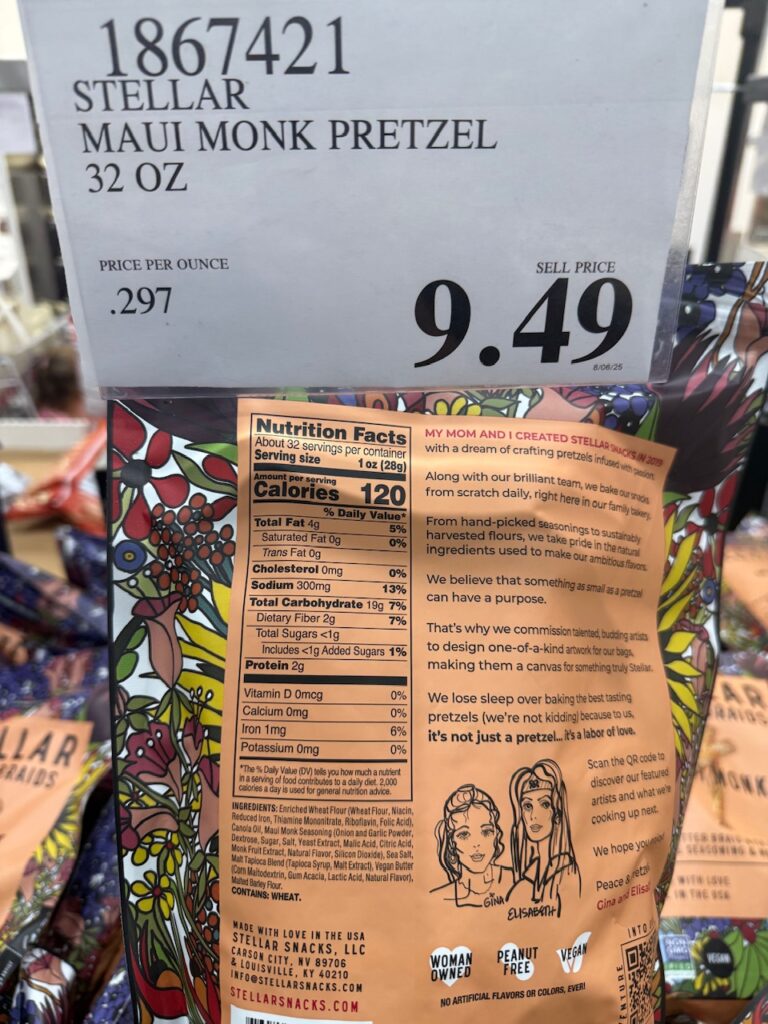 1867421
STELLAR
MAUI MONK PRETZEL
32 OZ
PRICE PER OUNCE
.297
SELL PRICE
9.49
8/06/25
Nutrition Facts
About 32 servings per container
Serving size 1 oz (28g)
Amount per serving
Calories 120
% Daily Value*
Total Fat 4g 5%
Saturated Fat 0g 0%
Trans Fat 0g
Cholesterol 0mg 0%
Sodium 300mg 13%
Total Carbohydrate 19g 7%
Dietary Fiber 2g 7%
Total Sugars <1g
Includes <1g Added Sugars 1%
Protein 2g
Vitamin D 0mcg 0%
Calcium 0mg 0%
Iron 1mg 6%
Potassium 0mg 0%
*The % Daily Value (DV) tells you how much a nutrient
in a serving of food contributes to a daily diet. 2,000
calories a day is used for general nutrition advice.
INGREDIENTS: Enriched Wheat Flour (Wheat Flour, Niacin,
Reduced Iron, Thiamine Mononitrate, Riboflavin, Folic Acid),
Canola Oil, Maui Monk Seasoning (Onion and Garlic Powder,
Dextrose, Sugar, Salt, Yeast Extract, Malic Acid, Citric Acid,
Monk Fruit Extract, Natural Flavor, Silicon Dioxide), Sea Salt,
Malt Tapioca Blend (Tapioca Syrup, Malt Extract), Vegan Butter
(Corn Maltodextrin, Gum Acacia, Lactic Acid, Natural Flavor),
Malted Barley Flour.
CONTAINS: WHEAT.
MADE WITH LOVE IN THE USA
STELLAR SNACKS, LLC
CARSON CITY, NV 89706
& LOUISVILLE, KY 40210
INFO@STELLARSNACKS.COM
STELLARSNACKS.COM
MY MOM AND I CREATED STELLAR SNACKS IN 2019
with a dream of crafting pretzels infused with passion.
Along with our brilliant team, we bake our snacks
from scratch daily, right here in our family bakery.
From hand-picked seasonings to sustainably
harvested flours, we take pride in the natural
ingredients used to make our ambitious flavors.
We believe that something as small as a pretzel
can have a purpose.
That's why we commission talented, budding artists
to design one-of-a-kind artwork for our bags,
making them a canvas for something truly Stellar.
We lose sleep over baking the best tasting
pretzels (we're not kidding) because to us,
it's not just a pretzel... it's a labor of love.
Scan the QR code to
discover our featured
artists and what we're
cooking up next.
We hope you enjoy!
Peace & Pretzels
Gina and Elisabeth
GINA
ELISABETH
WOMAN
OWNED
PEANUT
FREE
VEGAN
NO ARTIFICIAL FLAVORS OR COLORS, EVER!
INTO
LLAR
RAIDS
AR
AIDS
MONK
WITH LOVE
IN THE USA
VEGAN